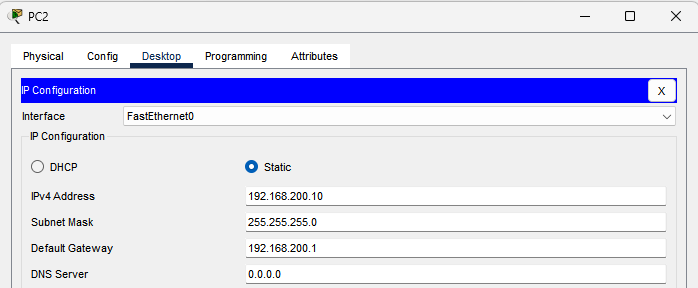 PC2
Physical Config Desktop Programming Attributes
IP Configuration X
Interface FastEthernet0
IP Configuration
DHCP Static
IPv4 Address 192.168.200.10
Subnet Mask 255.255.255.0
Default Gateway 192.168.200.1
DNS Server 0.0.0.0